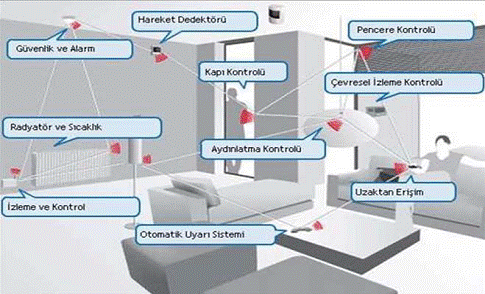 Hareket Dedektörü
Güvenlik ve Alarm
Pencere Kontrolü
Kapı Kontrolü
Çevresel İzleme Kontrolü
Radyatör ve Sıcaklık
Aydınlatma Kontrolü
Uzaktan Erişim
İzleme ve Kontrol
Otomatik Uyarı Sistemi